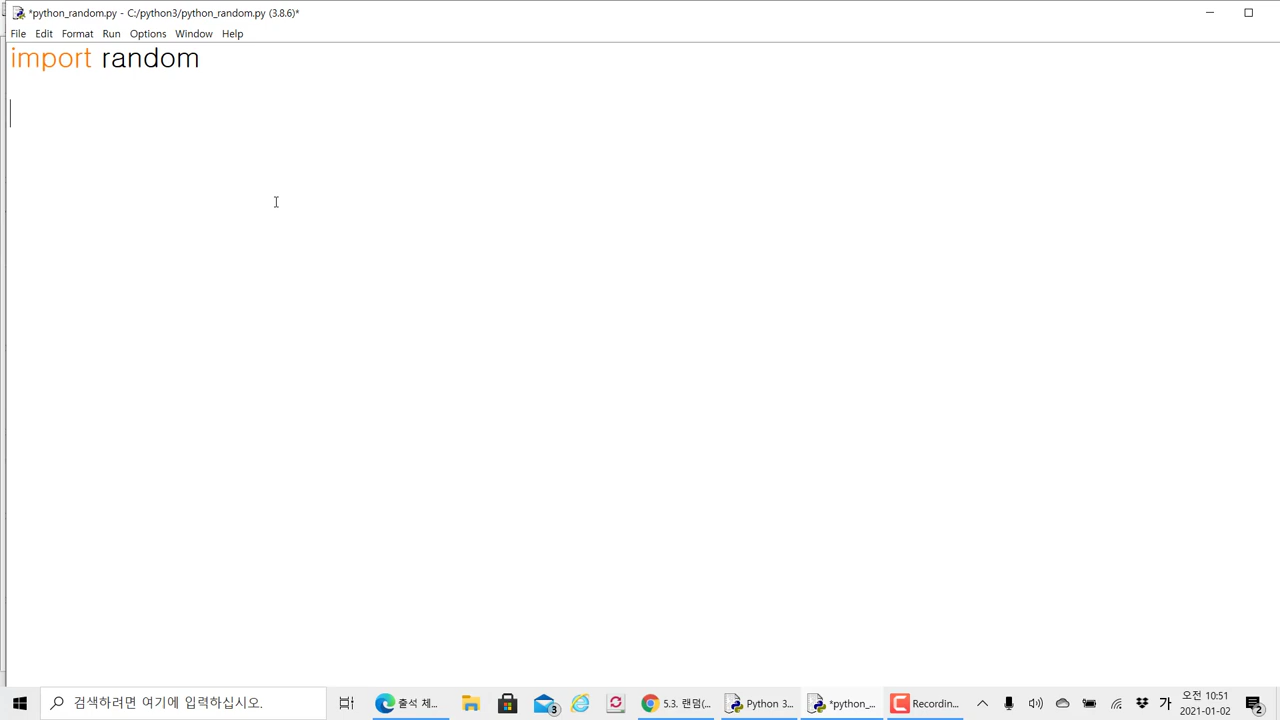 *python_random.py - C:/python3/python_random.py (3.8.6)*
File Edit Format Run Options Window Help
import random
검색하려면 여기에 입력하십시오.
출석 체...
3
5.3. 랜덤(...
Python 3...
*python_...
Recordin...
가
오전 10:51
2021-01-02
2